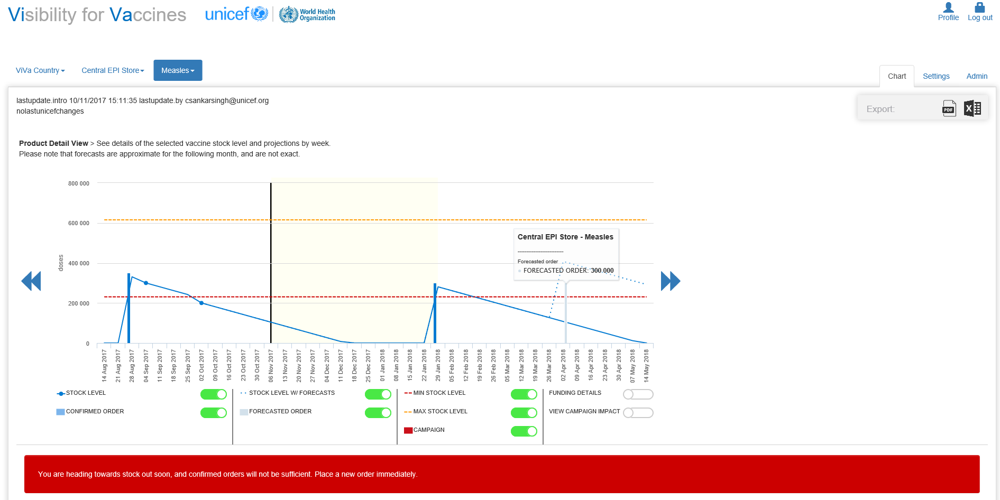 Visibility for Vaccines
unicef
World Health
Organization
Profile
Log out
ViVa Country
Central EPI Store
Measles
Chart
Settings
Admin
lastupdate.intro 10/11/2017 15:11:35 lastupdate.by csankarsingh@unicef.org
nolastunicefchanges
Export:
PDF
X
Product Detail View > See details of the selected vaccine stock level and projections by week.
Please note that forecasts are approximate for the following month, and are not exact.
800 000
600 000
400 000
200 000
0
doses
Central EPI Store - Measles
--------------------------
Forecasted order
FORECASTED ORDER: 300 000
14 Aug 2017
21 Aug 2017
28 Aug 2017
04 Sep 2017
11 Sep 2017
18 Sep 2017
25 Sep 2017
02 Oct 2017
09 Oct 2017
16 Oct 2017
23 Oct 2017
30 Oct 2017
06 Nov 2017
13 Nov 2017
20 Nov 2017
27 Nov 2017
04 Dec 2017
11 Dec 2017
18 Dec 2017
25 Dec 2017
01 Jan 2018
08 Jan 2018
15 Jan 2018
22 Jan 2018
29 Jan 2018
05 Feb 2018
12 Feb 2018
19 Feb 2018
26 Feb 2018
05 Mar 2018
12 Mar 2018
19 Mar 2018
26 Mar 2018
02 Apr 2018
09 Apr 2018
16 Apr 2018
23 Apr 2018
30 Apr 2018
07 May 2018
14 May 2018
STOCK LEVEL
CONFIRMED ORDER
STOCK LEVEL W/ FORECASTS
FORECASTED ORDER
MIN STOCK LEVEL
MAX STOCK LEVEL
CAMPAIGN
FUNDING DETAILS
VIEW CAMPAIGN IMPACT
You are heading towards stock out soon, and confirmed orders will not be sufficient. Place a new order immediately.